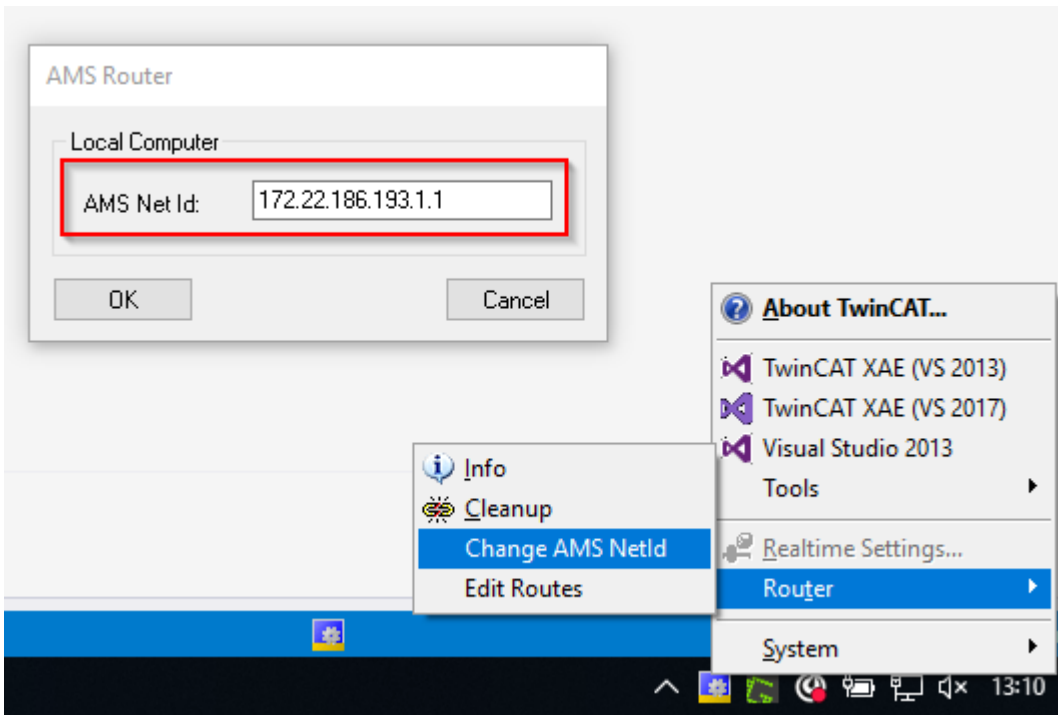 AMS Router
Local Computer
AMS Net Id:
172.22.186.193.1.1
OK
Cancel
About TwinCAT...
TwinCAT XAE (VS 2013)
TwinCAT XAE (VS 2017)
Visual Studio 2013
Tools
Realtime Settings...
Router
System
Info
Cleanup
Change AMS NetId
Edit Routes
13:10